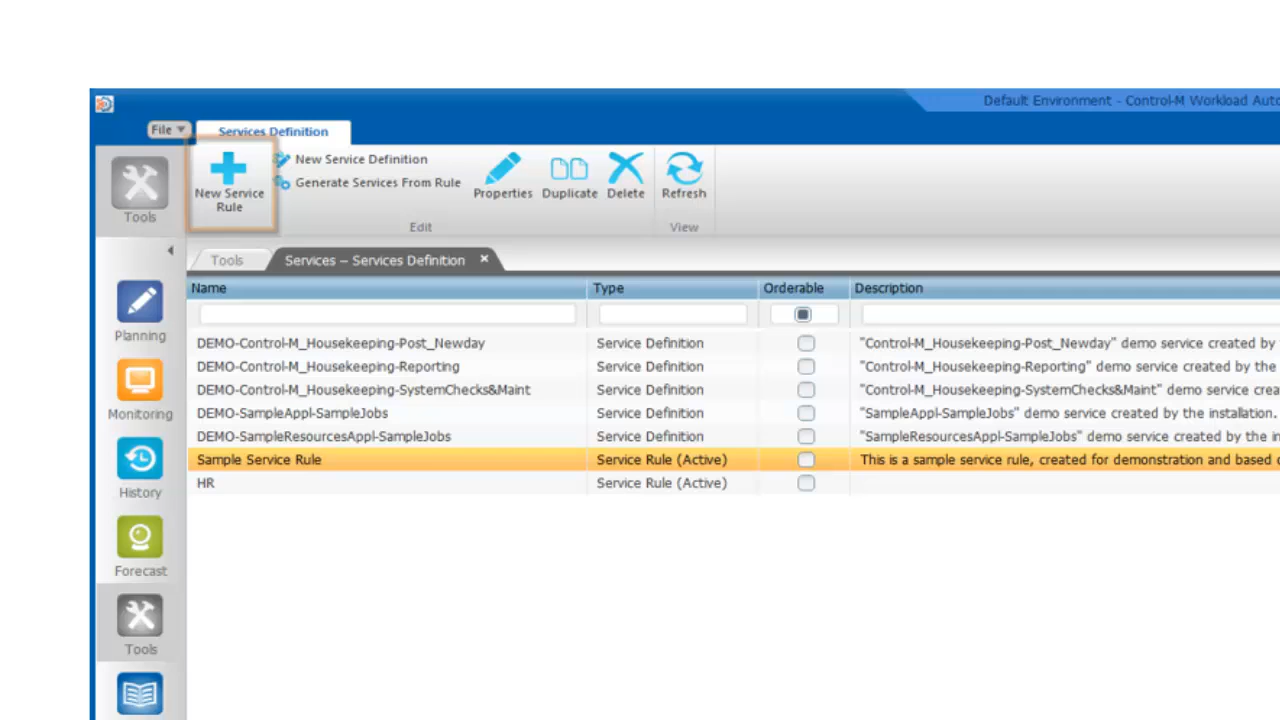 Default Environment - Control-M Workload
File
Services Definition
New Service Rule
New Service Definition
Generate Services From Rule
Properties
Duplicate
Delete
Refresh
Edit
View
Tools
Tools
Services – Services Definition
Name Type Orderable Description
DEMO-Control-M_Housekeeping-Post_Newday Service Definition "Control-M_Housekeeping-Post_Newday" demo service created by
DEMO-Control-M_Housekeeping-Reporting Service Definition "Control-M_Housekeeping-Reporting" demo service created by the
DEMO-Control-M_Housekeeping-SystemChecks&Maint Service Definition "Control-M_Housekeeping-SystemChecks&Maint" demo service
DEMO-SampleAppl-SampleJobs Service Definition "SampleAppl-SampleJobs" demo service created by the installation.
DEMO-SampleResourcesAppl-SampleJobs Service Definition "SampleResourcesAppl-SampleJobs" demo service created by the
Sample Service Rule Service Rule (Active) This is a sample service rule, created for demonstration and based
HR Service Rule (Active)
Planning
Monitoring
History
Forecast
Tools